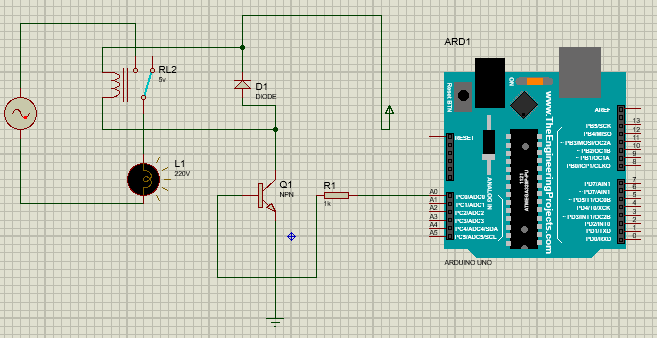 RL2
5v
D1
DIODE
L1
220V
Q1
NPN
R1
1k
ARD1
Reset BTN
ON
www.TheEngineeringProjects.com
AREF
RESET
13
PB5/SCK
12
PB4/MISO
11
~PB3/MOSI/OC2A
10
~PB2/OC1B
9
~PB1/OC1A
8
PB0/ICP1/CLKO
ANALOG IN
7
PD7/AIN1
6
~PD6/AIN0
5
~PD5/T1/OC0B
4
PD4/T0/XCK
3
~PD3/INT1/OC2B
2
PD2/INT0
1
PD1/TXD
0
PD0/RXD
A0
PC0/ADC0
A1
PC1/ADC1
A2
PC2/ADC2
A3
PC3/ADC3
A4
PC4/ADC4/SDA
A5
PC5/ADC5/SCL
ARDUINO UNO